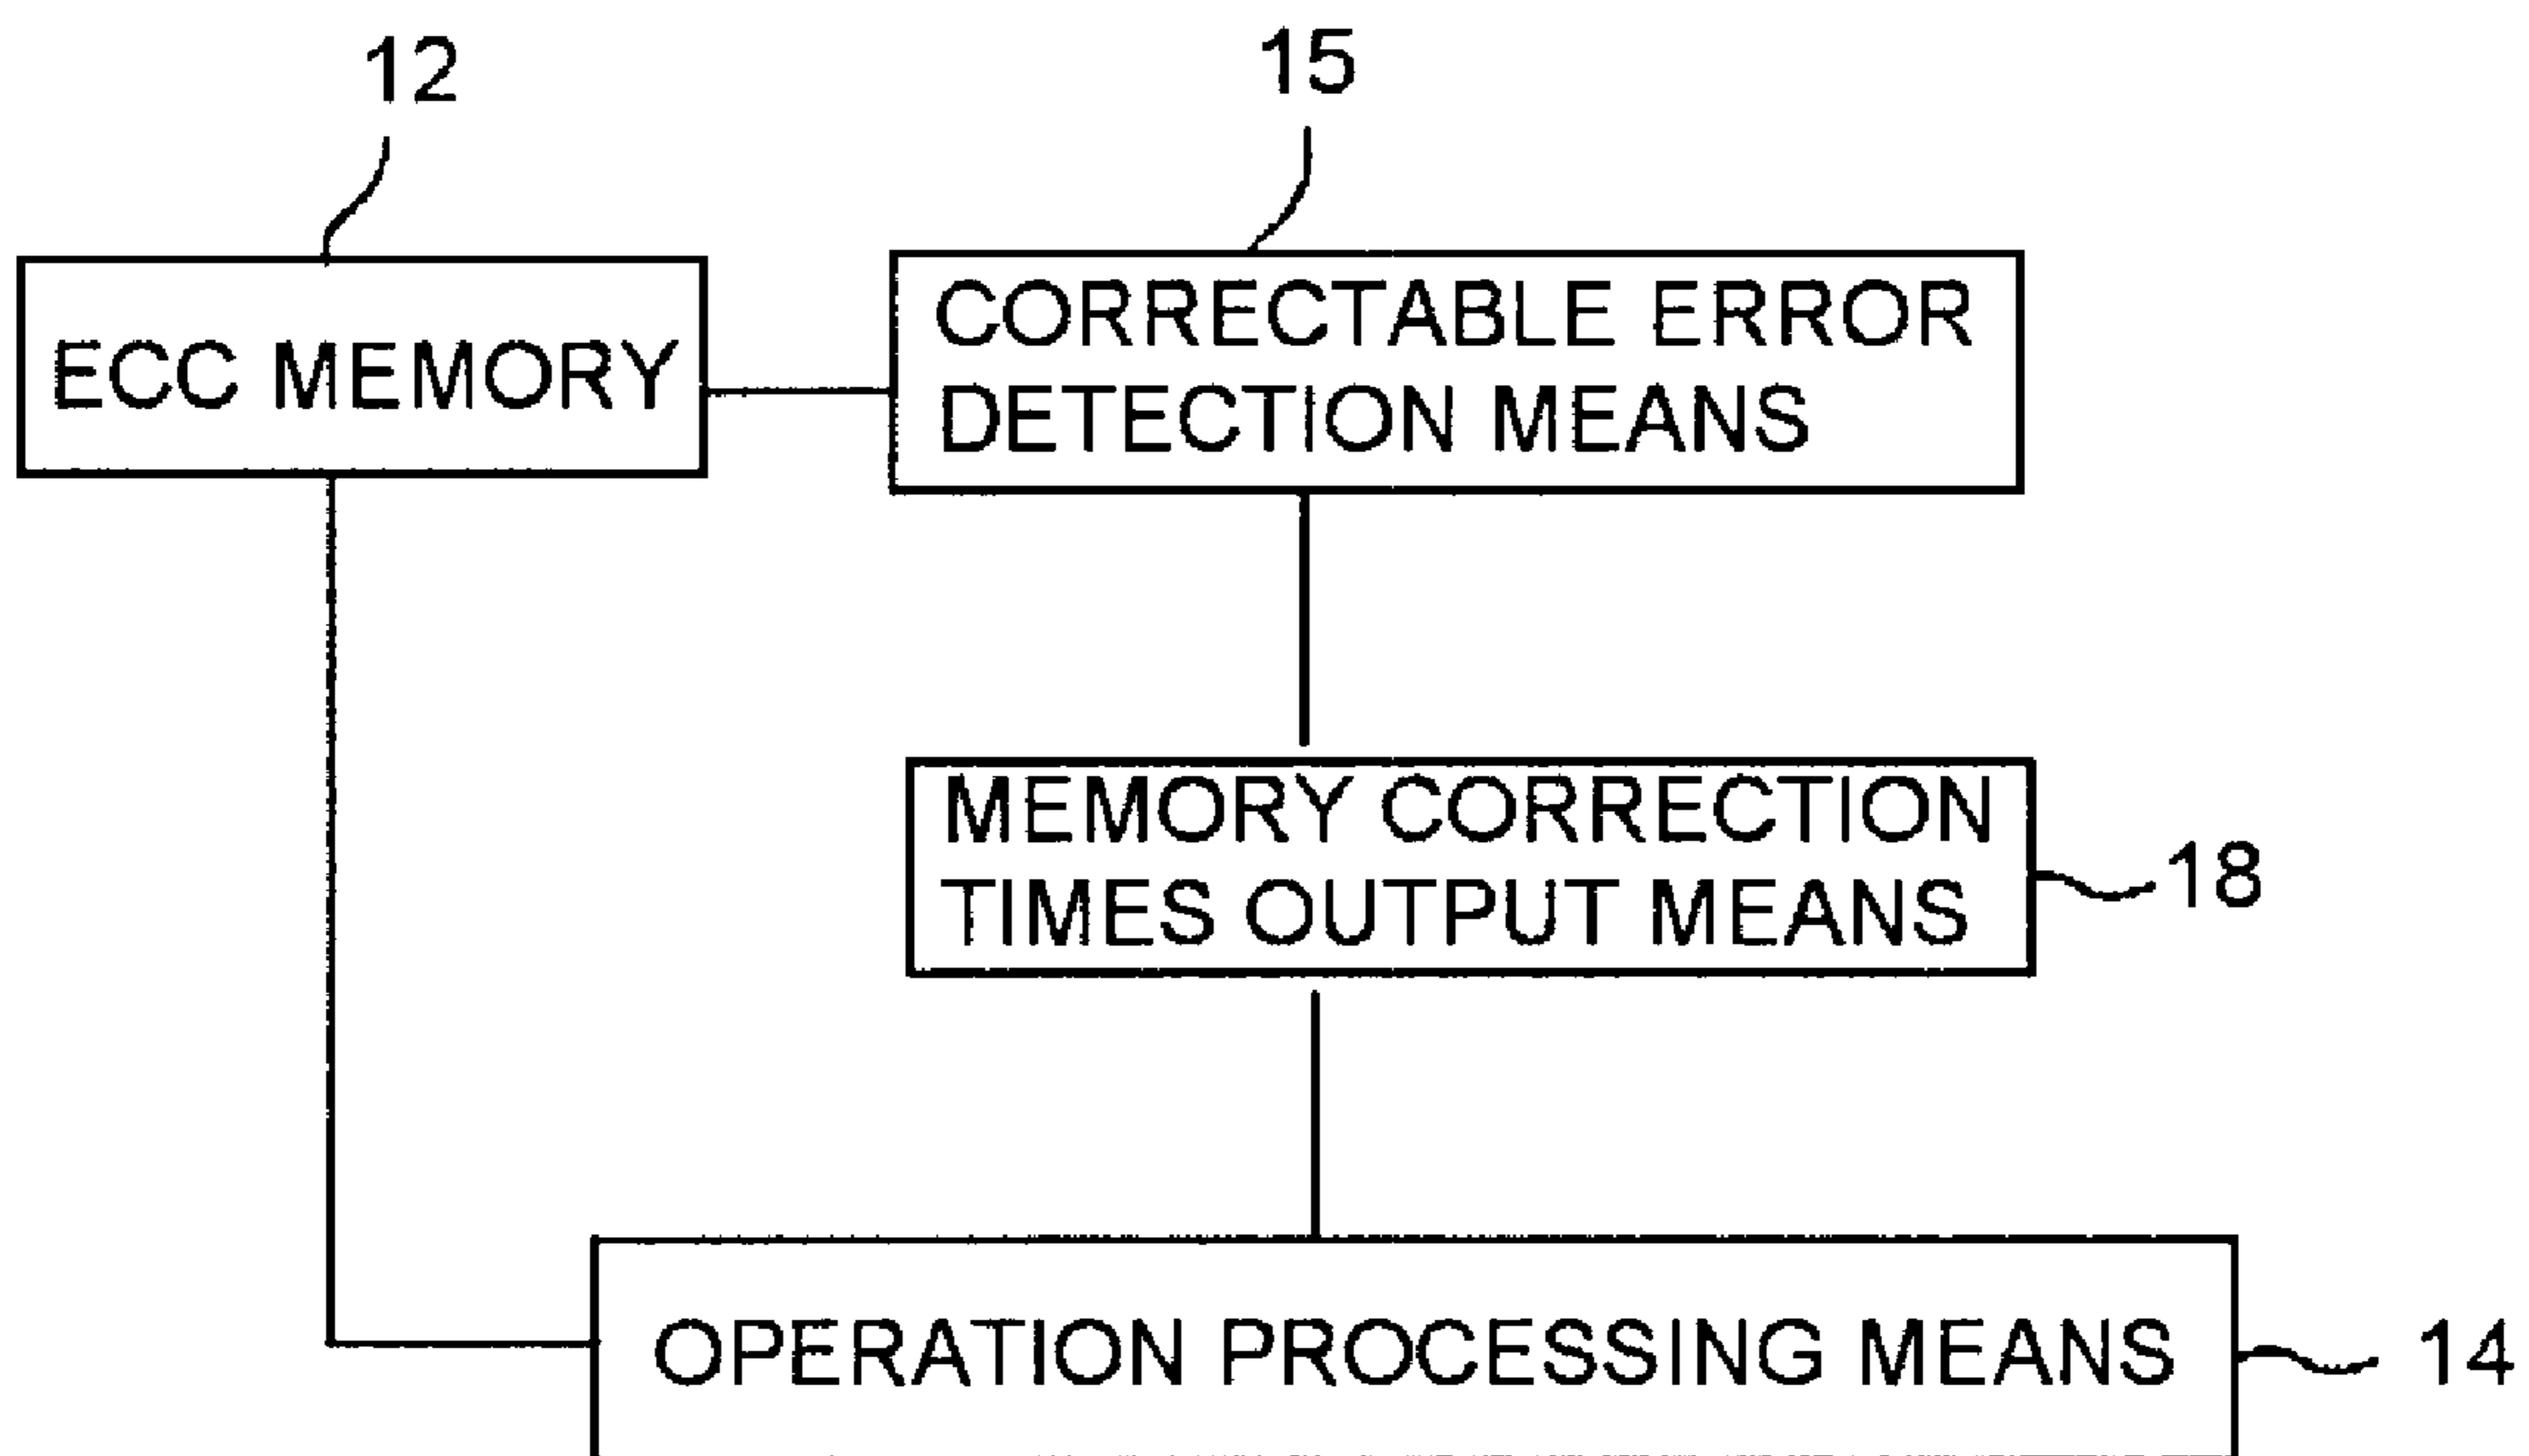 12
15
ECC MEMORY
CORRECTABLE ERROR
DETECTION MEANS
MEMORY CORRECTION
TIMES OUTPUT MEANS
18
OPERATION PROCESSING MEANS
14